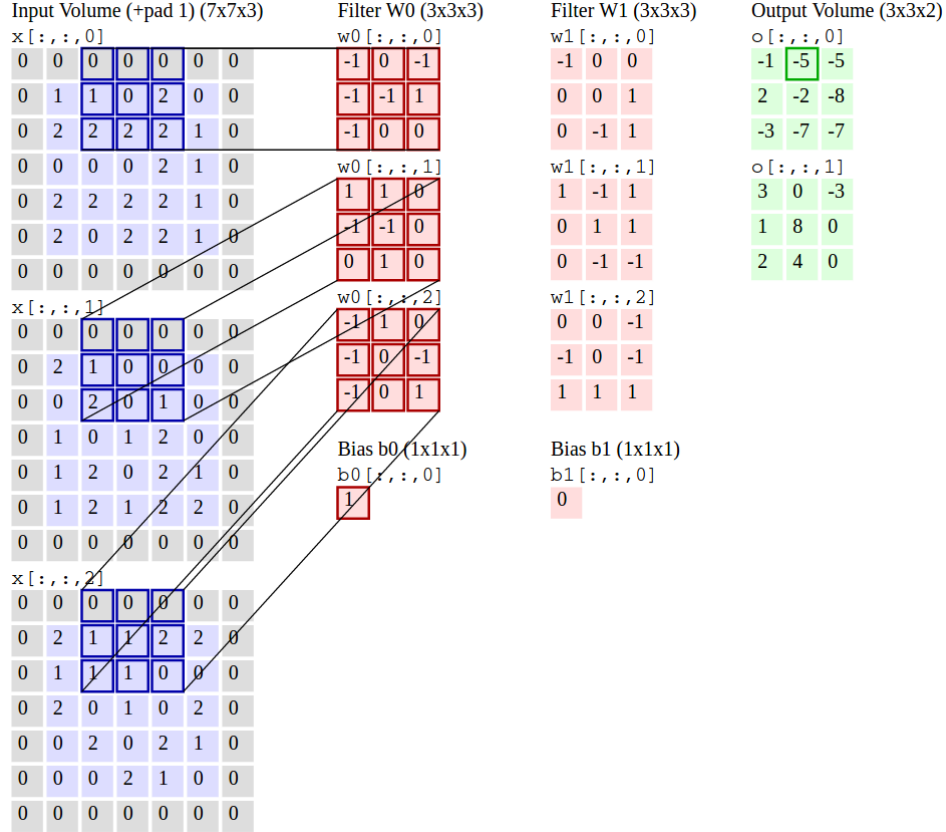 Input Volume (+pad 1) (7x7x3)
x[:,:,0]
0 0 0 0 0 0 0
0 1 1 0 2 0 0
0 2 2 2 2 1 0
0 0 0 0 2 1 0
0 2 2 2 2 1 0
0 2 0 2 2 1 0
0 0 0 0 0 0 0
x[:,:,1]
0 0 0 0 0 0 0
0 2 1 0 0 0 0
0 0 2 0 1 0 0
0 1 0 1 2 0 0
0 1 2 0 2 1 0
0 1 2 1 2 2 0
0 0 0 0 0 0 0
x[:,:,2]
0 0 0 0 0 0 0
0 2 1 1 2 2 0
0 1 1 1 0 0 0
0 2 0 1 0 2 0
0 0 2 0 2 1 0
0 0 0 2 1 0 0
0 0 0 0 0 0 0
Filter W0 (3x3x3)
w0[:,:,0]
-1 0 -1
-1 -1 1
-1 0 0
w0[:,:,1]
1 1 0
-1 -1 0
0 1 0
w0[:,:,2]
-1 1 0
-1 0 -1
-1 0 1
Bias b0 (1x1x1)
b0[:,:,0]
1
Filter W1 (3x3x3)
w1[:,:,0]
-1 0 0
0 0 1
0 -1 1
w1[:,:,1]
1 -1 1
0 1 1
0 -1 -1
w1[:,:,2]
0 0 -1
-1 0 -1
1 1 1
Bias b1 (1x1x1)
b1[:,:,0]
0
Output Volume (3x3x2)
o[:,:,0]
-1 -5 -5
2 -2 -8
-3 -7 -7
o[:,:,1]
3 0 -3
1 8 0
2 4 0